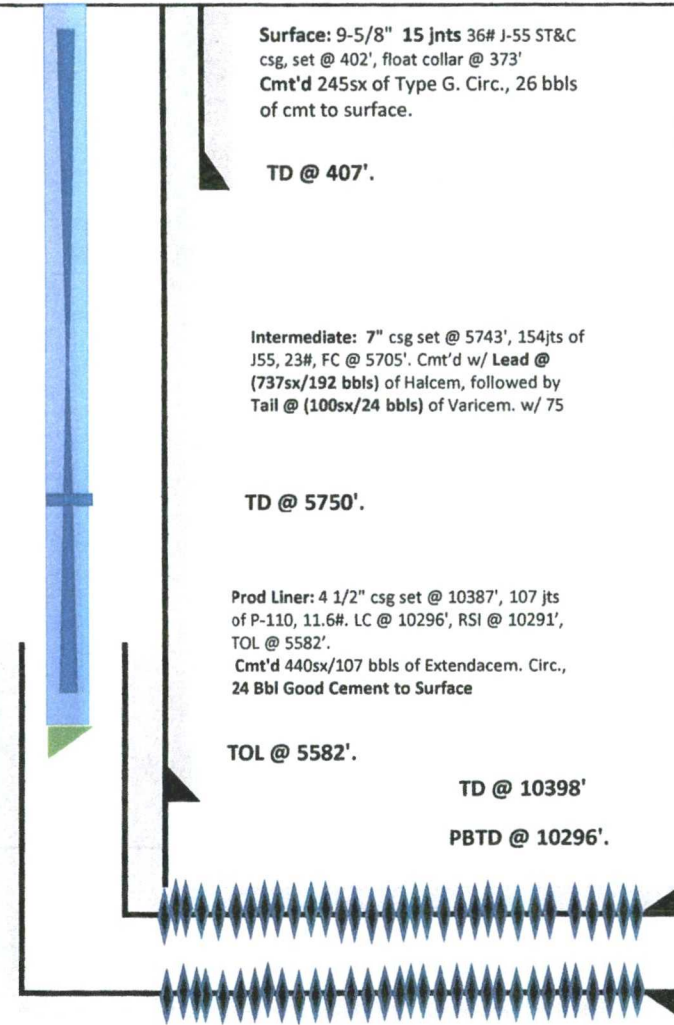 Surface: 9-5/8" 15 jnts 36# J-55 ST&C
csg, set @ 402', float collar @ 373'
Cmt'd 245sx of Type G. Circ., 26 bbls
of cmt to surface.
TD @ 407'.
Intermediate: 7" csg set @ 5743', 154jts of
J55, 23#, FC @ 5705'. Cmt'd w/ Lead @
(737sx/192 bbls) of Halcem, followed by
Tail @ (100sx/24 bbls) of Varicem. w/ 75
TD @ 5750'.
Prod Liner: 4 1/2" csg set @ 10387', 107 jts
of P-110, 11.6#. LC @ 10296', RSI @ 10291',
TOL @ 5582'.
Cmt'd 440sx/107 bbls of Extendacem. Circ.,
24 Bbl Good Cement to Surface
TOL @ 5582'.
TD @ 10398'
PBTD @ 10296'.